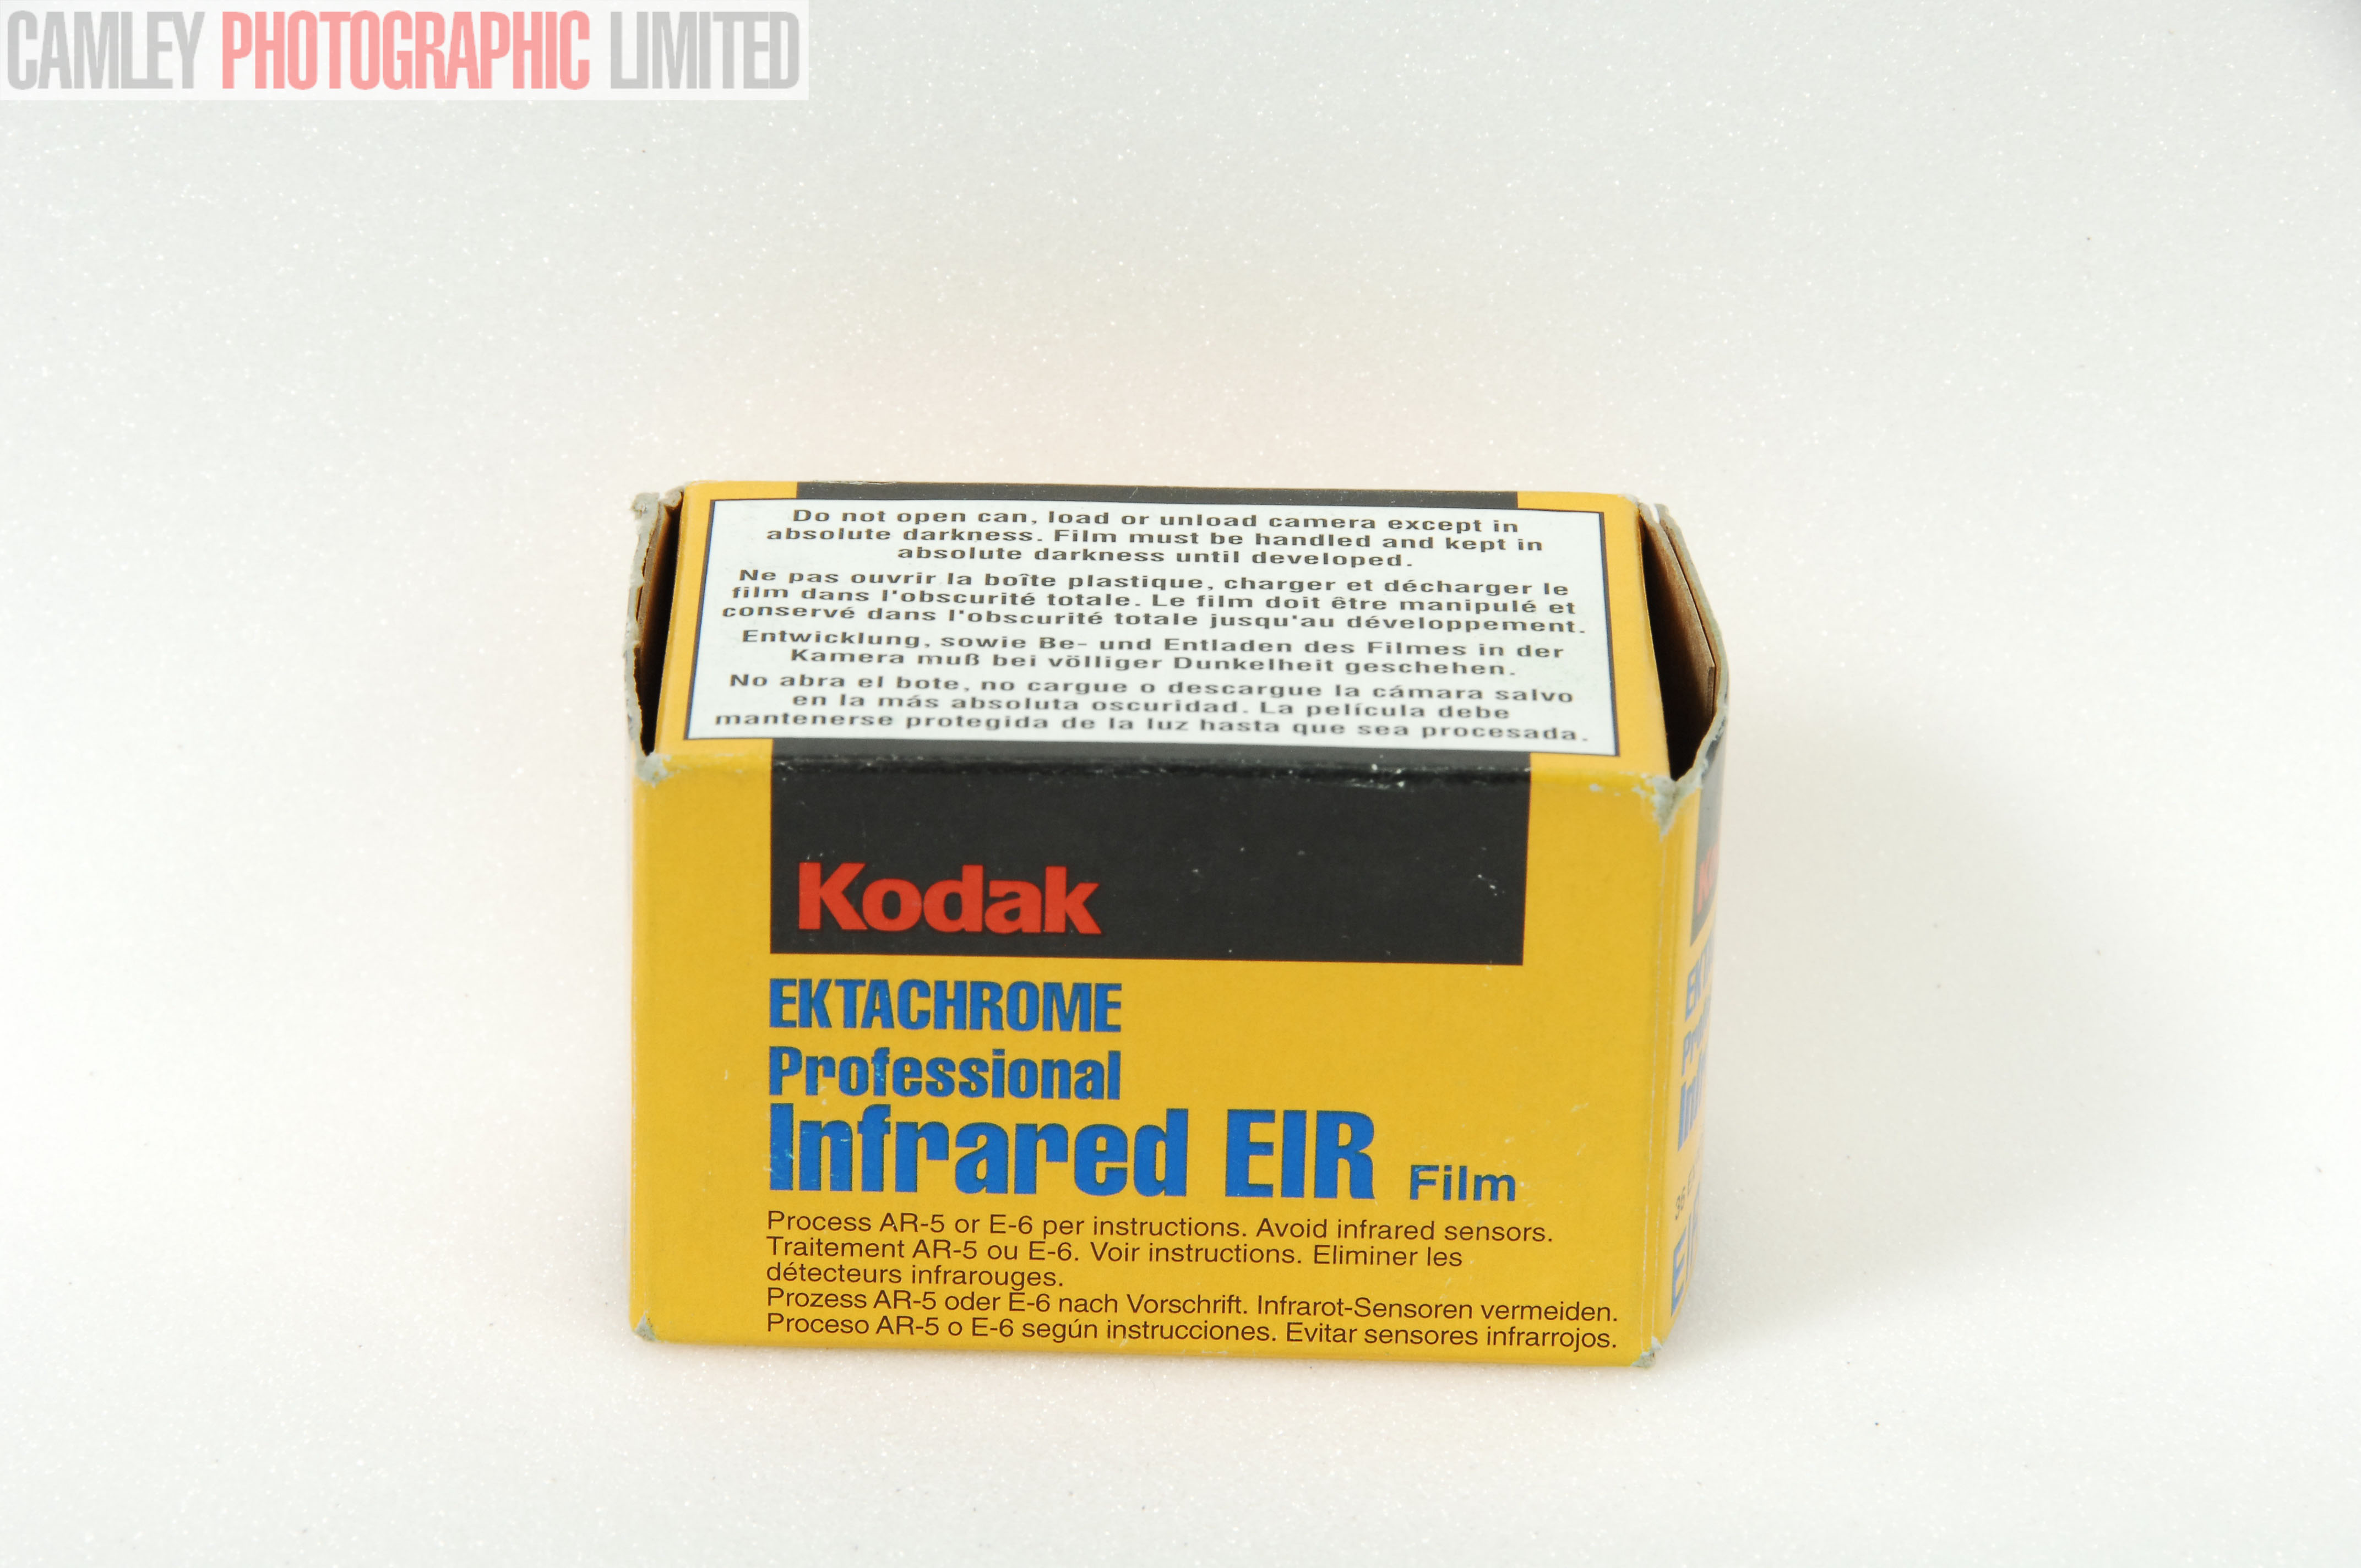 CAMLEY PHOTOGRAPHIC LIMITED
Do not open can, load or unload camera except in
absolute darkness. Film must be handled and kept in
absolute darkness until developed.
Ne pas ouvrir la boîte plastique, charger et décharger le
film dans l'obscurité totale. Le film doit être manipulé et
conservé dans l'obscurité totale jusqu'au développement.
Entwicklung, sowie Be- und Entladen des Filmes in der
Kamera muß bei völliger Dunkelheit geschehen.
No abra el bote, no cargue o descargue la cámara salvo
en la más absoluta oscuridad. La película debe
mantenerse protegida de la luz hasta que sea procesada.
Kodak
EKTACHROME
Professional
Infrared EIR Film
Process AR-5 or E-6 per instructions. Avoid infrared sensors.
Traitement AR-5 ou E-6. Voir instructions. Eliminer les
détecteurs infrarouges.
Prozess AR-5 oder E-6 nach Vorschrift. Infrarot-Sensoren vermeiden.
Proceso AR-5 o E-6 según instrucciones. Evitar sensores infrarrojos.